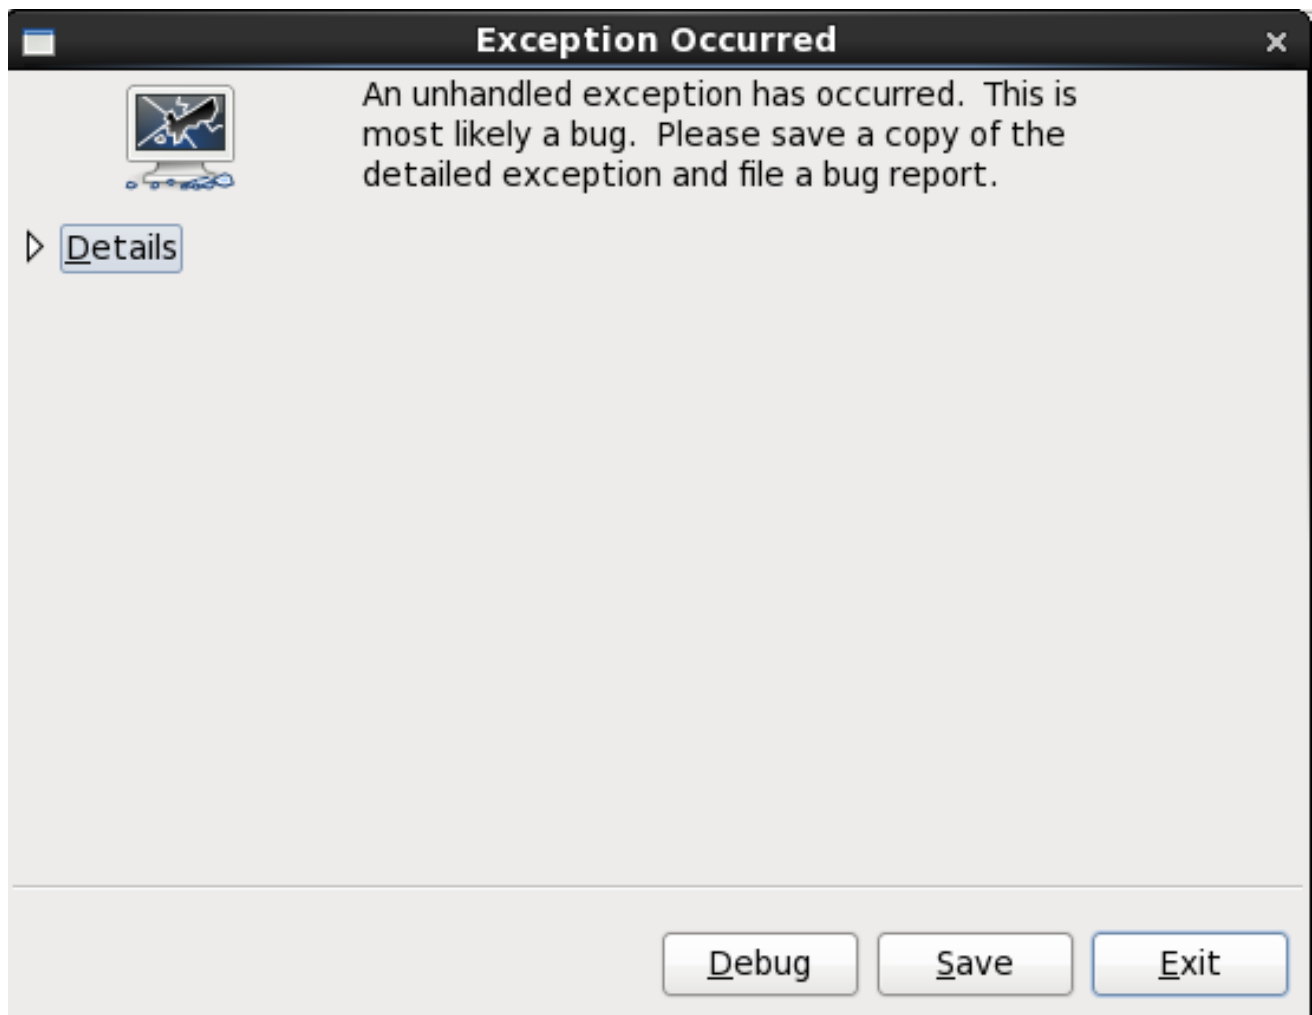 Exception Occurred
An unhandled exception has occurred.  This is
most likely a bug.  Please save a copy of the
detailed exception and file a bug report.
Details
Debug
Save
Exit